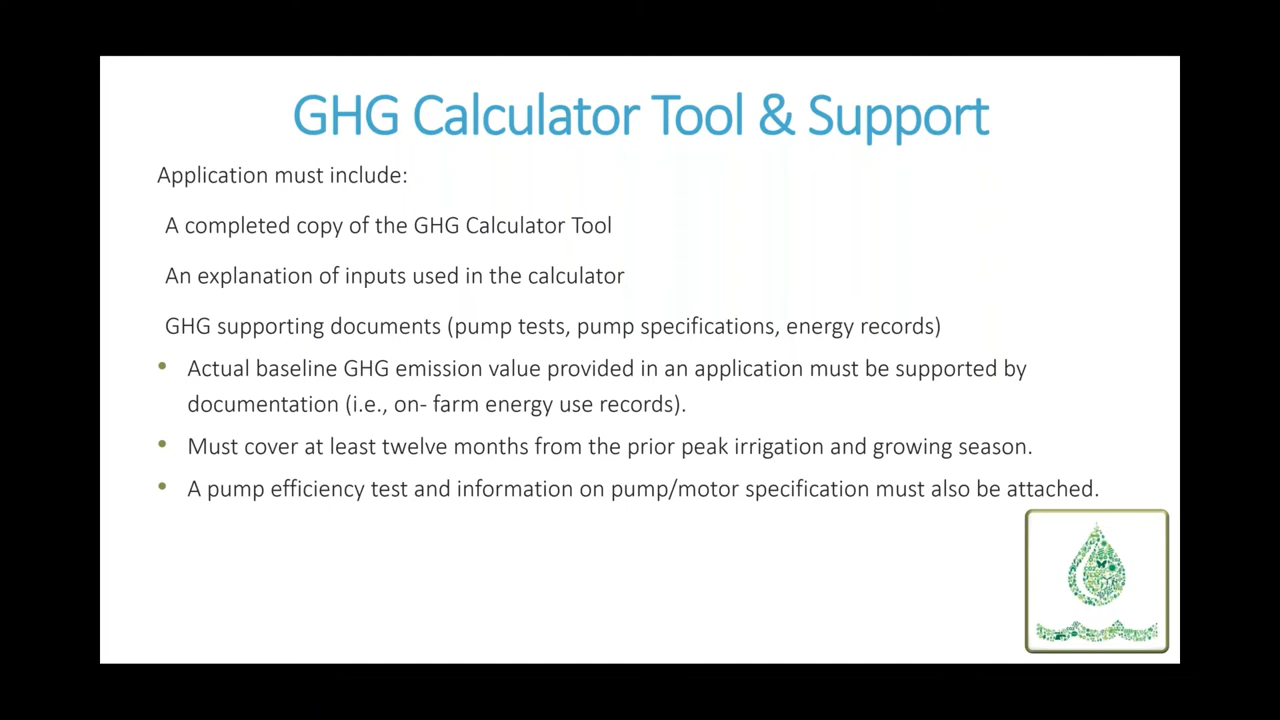 GHG Calculator Tool & Support
Application must include:
A completed copy of the GHG Calculator Tool
An explanation of inputs used in the calculator
GHG supporting documents (pump tests, pump specifications, energy records)
• Actual baseline GHG emission value provided in an application must be supported by
documentation (i.e., on- farm energy use records).
• Must cover at least twelve months from the prior peak irrigation and growing season.
• A pump efficiency test and information on pump/motor specification must also be attached.